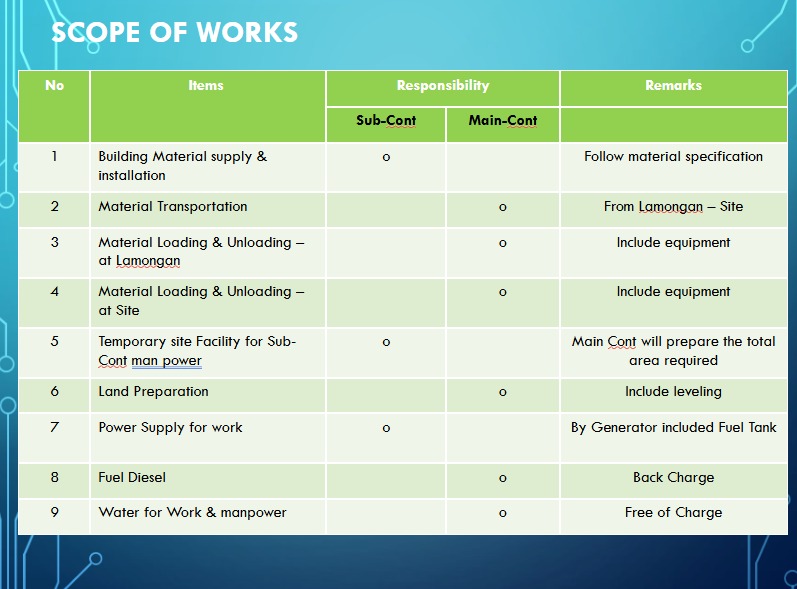 SCOPE OF WORKS
No Items Responsibility Remarks
Sub-Cont Main-Cont
1 Building Material supply & o Follow material specification
installation
2 Material Transportation o From Lamongan – Site
3 Material Loading & Unloading – o Include equipment
at Lamongan
4 Material Loading & Unloading – o Include equipment
at Site
5 Temporary site Facility for Sub- o Main Cont will prepare the total
Cont man power area required
6 Land Preparation o Include leveling
7 Power Supply for work o By Generator included Fuel Tank
8 Fuel Diesel o Back Charge
9 Water for Work & manpower o Free of Charge